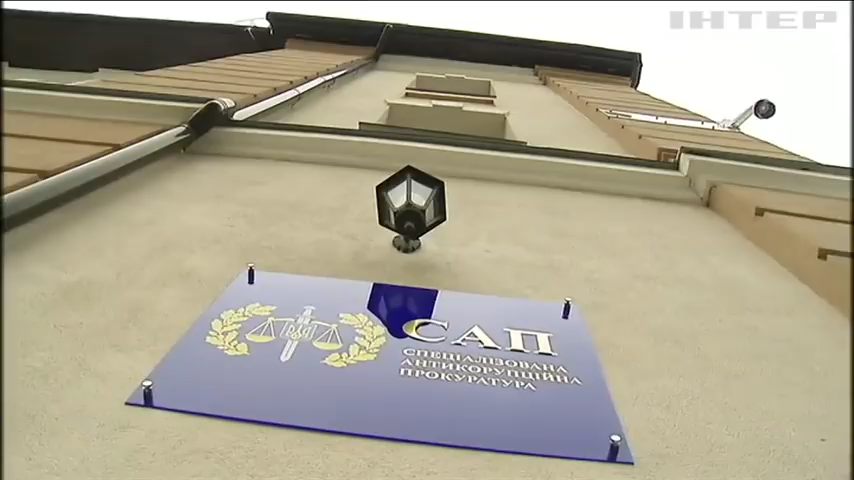 ІНТЕР
САП
СПЕЦІАЛІЗОВАНА
АНТИКОРУПЦІЙНА
ПРОКУРАТУРА